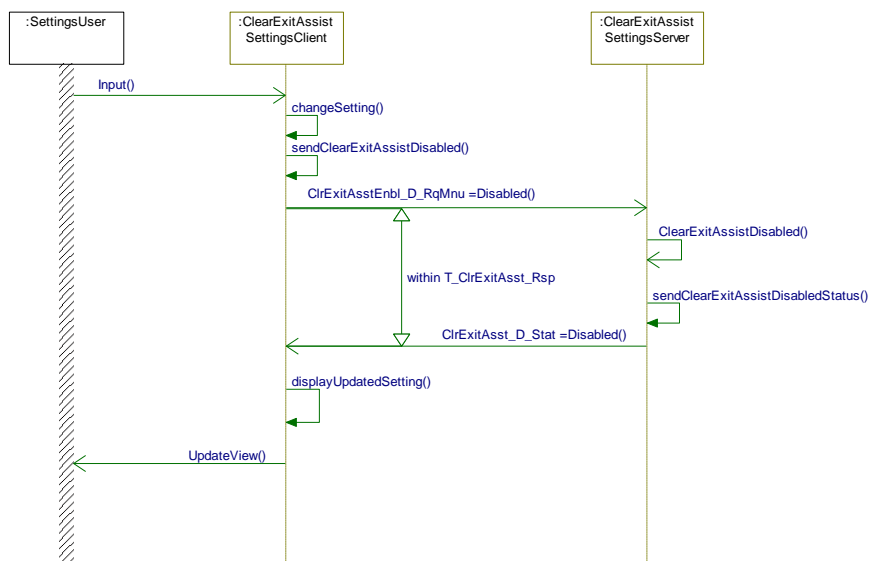 :SettingsUser
:ClearExitAssist
SettingsClient
:ClearExitAssist
SettingsServer
Input()
changeSetting()
sendClearExitAssistDisabled()
ClrExitAsstEnbl_D_RqMnu =Disabled()
ClearExitAssistDisabled()
within T_ClrExitAsst_Rsp
sendClearExitAssistDisabledStatus()
ClrExitAsst_D_Stat =Disabled()
displayUpdatedSetting()
UpdateView()